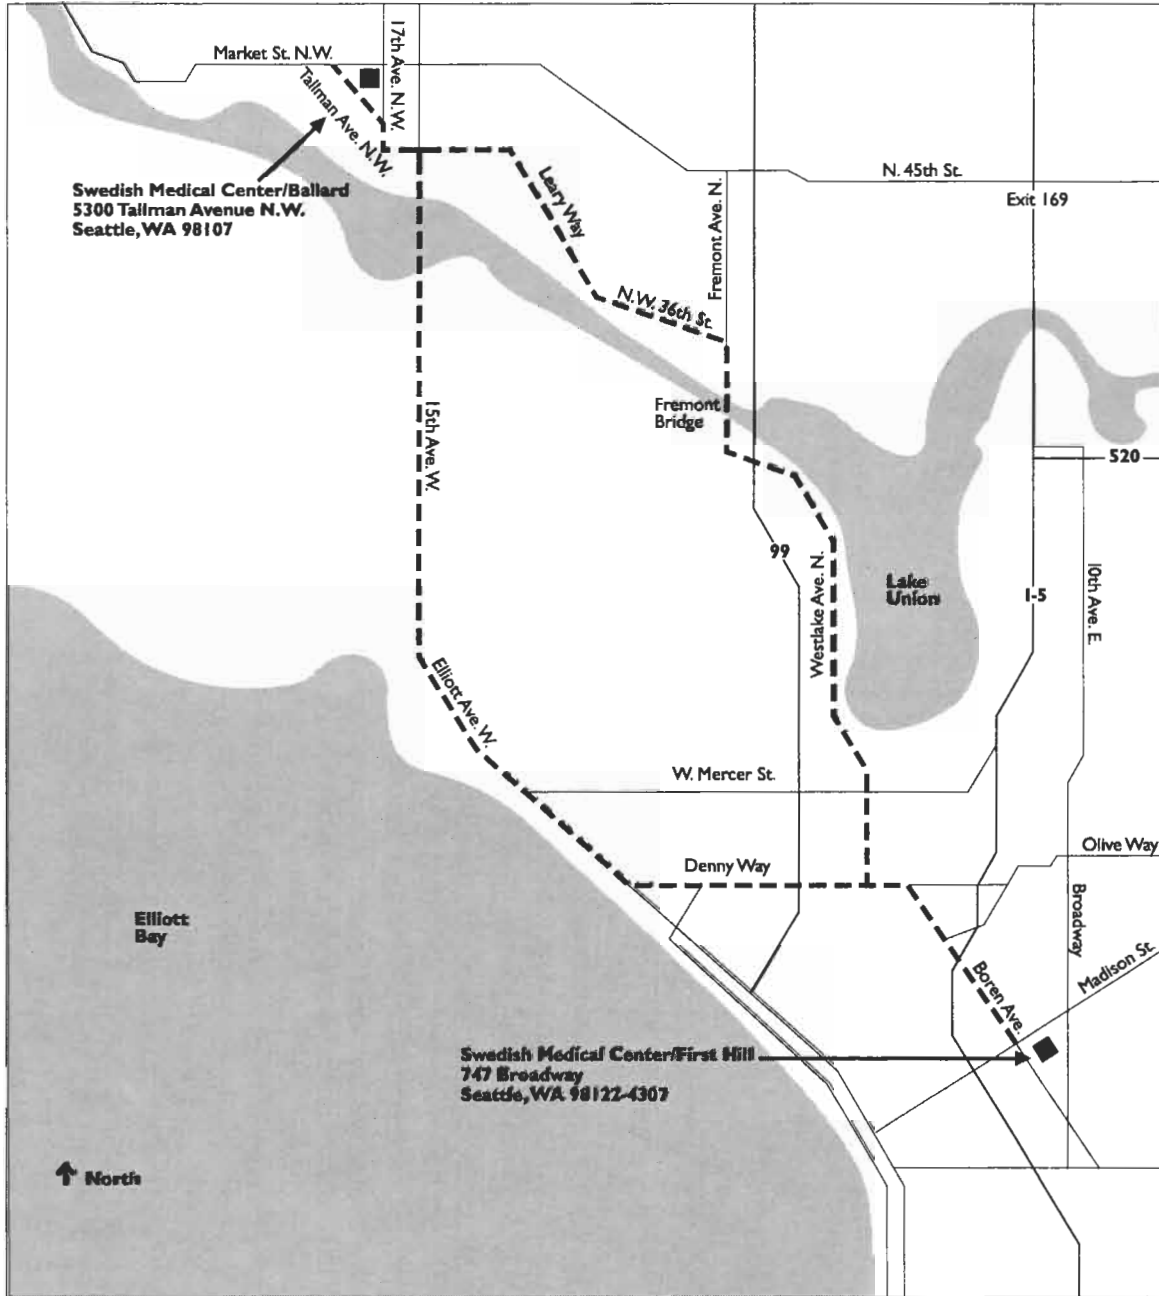 Market St. N.W.
17th Ave. N.W.
Tallman Ave. N.W.
Swedish Medical Center/Ballard
5300 Tallman Avenue N.W.
Seattle, WA 98107
Leary Way
N.W. 36th St.
Fremont Ave. N.
N. 45th St.
Exit 169
Fremont
Bridge
15th Ave. W.
520
99
Westlake Ave. N.
Lake
Union
I-5
10th Ave. E.
Elliott Ave. W.
W. Mercer St.
Denny Way
Olive Way
Broadway
Elliott
Bay
Madison St.
Boren Ave.
Swedish Medical Center/First Hill
747 Broadway
Seattle, WA 98122-4307
North